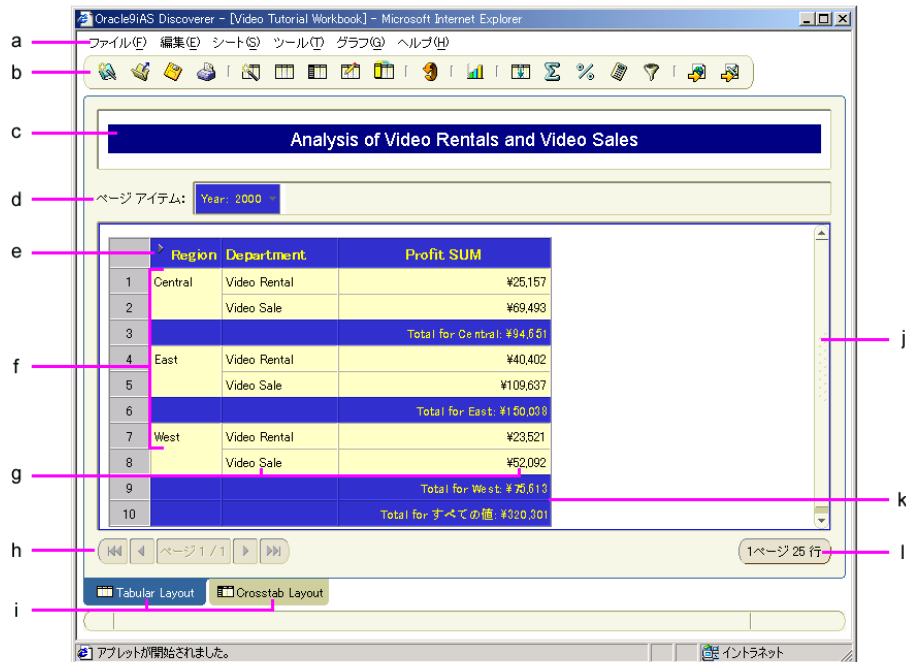 Oracle9iAS Discoverer - [Video Tutorial Workbook] - Microsoft Internet Explorer
a
ファイル(F) 編集(E) シート(S) ツール(T) グラフ(G) ヘルプ(H)
b
c
Analysis of Video Rentals and Video Sales
d
ページ アイテム: Year: 2000
e
Region Department Profit SUM
1 Central Video Rental ¥25,157
2 Video Sale ¥69,493
3 Total for Central: ¥94,651
j
f
4 East Video Rental ¥40,402
5 Video Sale ¥109,637
6 Total for East: ¥150,038
7 West Video Rental ¥23,521
8 Video Sale ¥52,092
g
9 Total for West: ¥75,613
k
10 Total for すべての値: ¥320,301
h
ページ 1 / 1
1ページ 25 行
l
i
Tabular Layout Crosstab Layout
アプレットが開始されました。 イントラネット